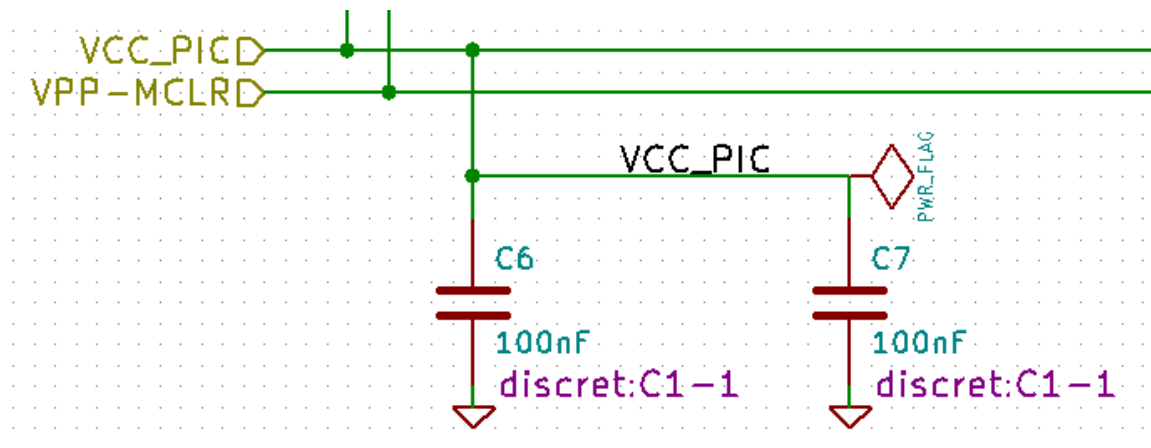 VCC_PIC
VPP-MCLR
VCC_PIC
PWR_FLAG
C6
C7
100nF
100nF
discret:C1-1
discret:C1-1